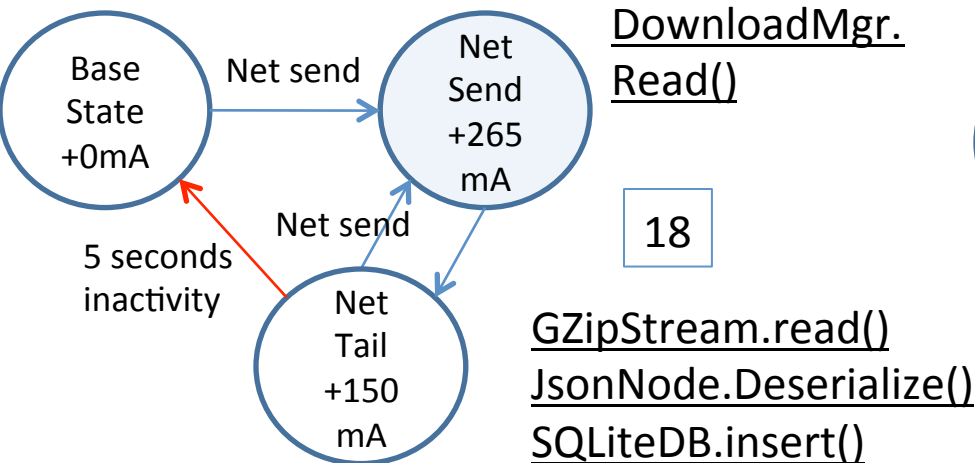 Base
State
+0mA
Net send
Net
Send
+265
mA
DownloadMgr.
Read()
Net send
5 seconds
inactivity
18
Net
Tail
+150
mA
GZipStream.read()
JsonNode.Deserialize()
SQLiteDB.insert()